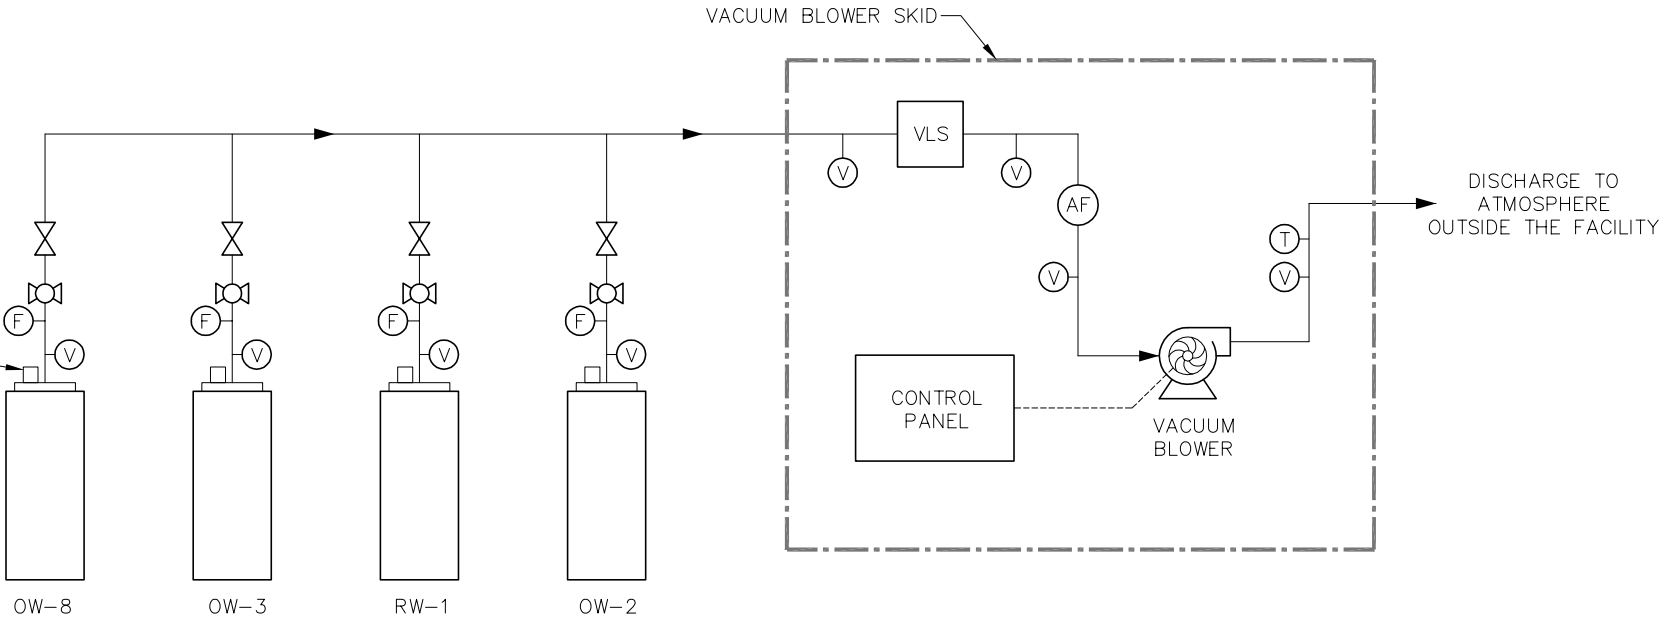 VACUUM BLOWER SKID
VLS
V
V
AF
DISCHARGE TO
ATMOSPHERE
OUTSIDE THE FACILITY
T
V
V
F
F
F
F
V
V
V
V
CONTROL
PANEL
VACUUM
BLOWER
OW-8
OW-3
RW-1
OW-2